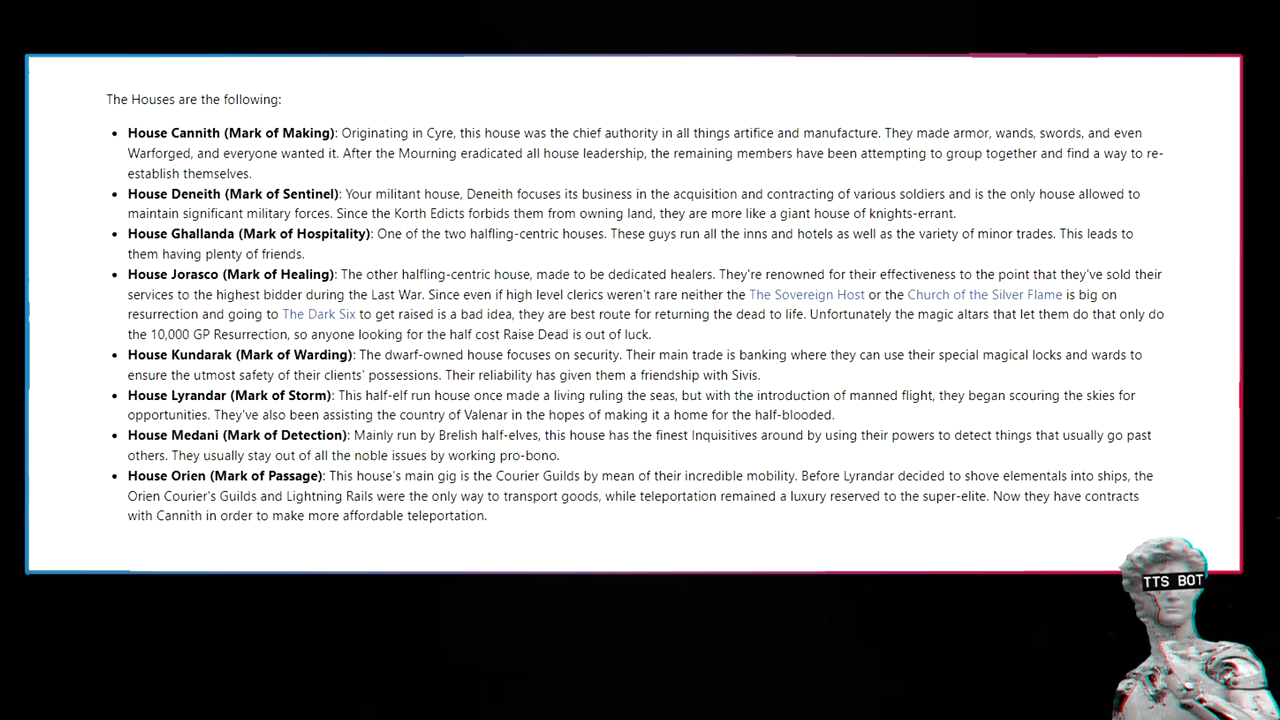 The Houses are the following:
House Cannith (Mark of Making): Originating in Cyre, this house was the chief authority in all things artifice and manufacture. They made armor, wands, swords, and even
Warforged, and everyone wanted it. After the Mourning eradicated all house leadership, the remaining members have been attempting to group together and find a way to re-
establish themselves.
House Deneith (Mark of Sentinel): Your militant house, Deneith focuses its business in the acquisition and contracting of various soldiers and is the only house allowed to
maintain significant military forces. Since the Korth Edicts forbids them from owning land, they are more like a giant house of knights-errant.
House Ghallanda (Mark of Hospitality): One of the two halfling-centric houses. These guys run all the inns and hotels as well as the variety of minor trades. This leads to
them having plenty of friends.
House Jorasco (Mark of Healing): The other halfling-centric house, made to be dedicated healers. They're renowned for their effectiveness to the point that they've sold their
services to the highest bidder during the Last War. Since even if high level clerics weren't rare neither the The Sovereign Host or the Church of the Silver Flame is big on
resurrection and going to The Dark Six to get raised is a bad idea, they are best route for returning the dead to life. Unfortunately the magic altars that let them do that only do
the 10,000 GP Resurrection, so anyone looking for the half cost Raise Dead is out of luck.
House Kundarak (Mark of Warding): The dwarf-owned house focuses on security. Their main trade is banking where they can use their special magical locks and wards to
ensure the utmost safety of their clients' possessions. Their reliability has given them a friendship with Sivis.
House Lyrandar (Mark of Storm): This half-elf run house once made a living ruling the seas, but with the introduction of manned flight, they began scouring the skies for
opportunities. They've also been assisting the country of Valenar in the hopes of making it a home for the half-blooded.
House Medani (Mark of Detection): Mainly run by Brelish half-elves, this house has the finest Inquisitives around by using their powers to detect things that usually go past
others. They usually stay out of all the noble issues by working pro-bono.
House Orien (Mark of Passage): This house's main gig is the Courier Guilds by mean of their incredible mobility. Before Lyrandar decided to shove elementals into ships, the
Orien Courier's Guilds and Lightning Rails were the only way to transport goods, while teleportation remained a luxury reserved to the super-elite. Now they have contracts
with Cannith in order to make more affordable teleportation.
TTS BOT